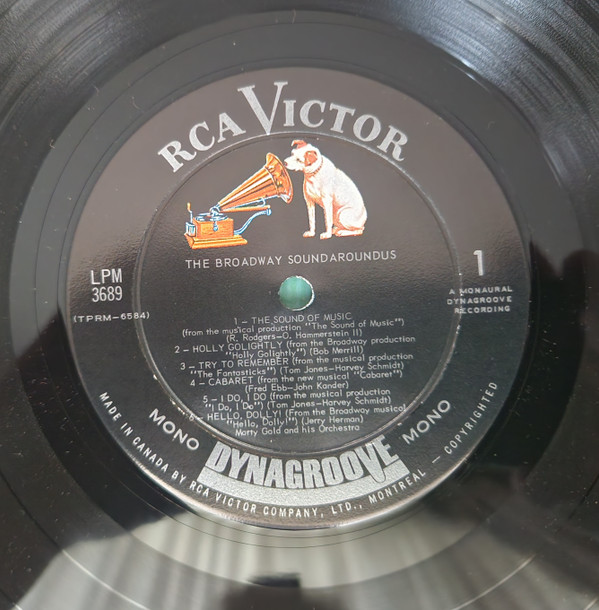 RCA VICTOR
THE BROADWAY SOUNDAROUNDUS
LPM
3689
(TPRM-6584)
1
A MONAURAL
DYNAGROOVE
RECORDING
1 - THE SOUND OF MUSIC
(from the musical production "The Sound of Music")
(R. Rodgers-O. Hammerstein II)
2 - HOLLY GOLIGHTLY (from the Broadway production
"Holly Golightly") (Bob Merrill)
3 - TRY TO REMEMBER (from the musical production
"The Fantasticks") (Tom Jones-Harvey Schmidt)
4 - CABARET (from the new musical "Cabaret")
(Fred Ebb-John Kander)
5 - I DO, I DO (from the musical production
"I Do, I Do") (Tom Jones-Harvey Schmidt)
6 - HELLO, DOLLY! (From the Broadway musical
"Hello, Dolly!") (Jerry Herman)
Morty Gold and his Orchestra
MONO DYNAGROOVE MONO
MADE IN CANADA BY RCA VICTOR COMPANY, LTD., MONTREAL - COPYRIGHTED